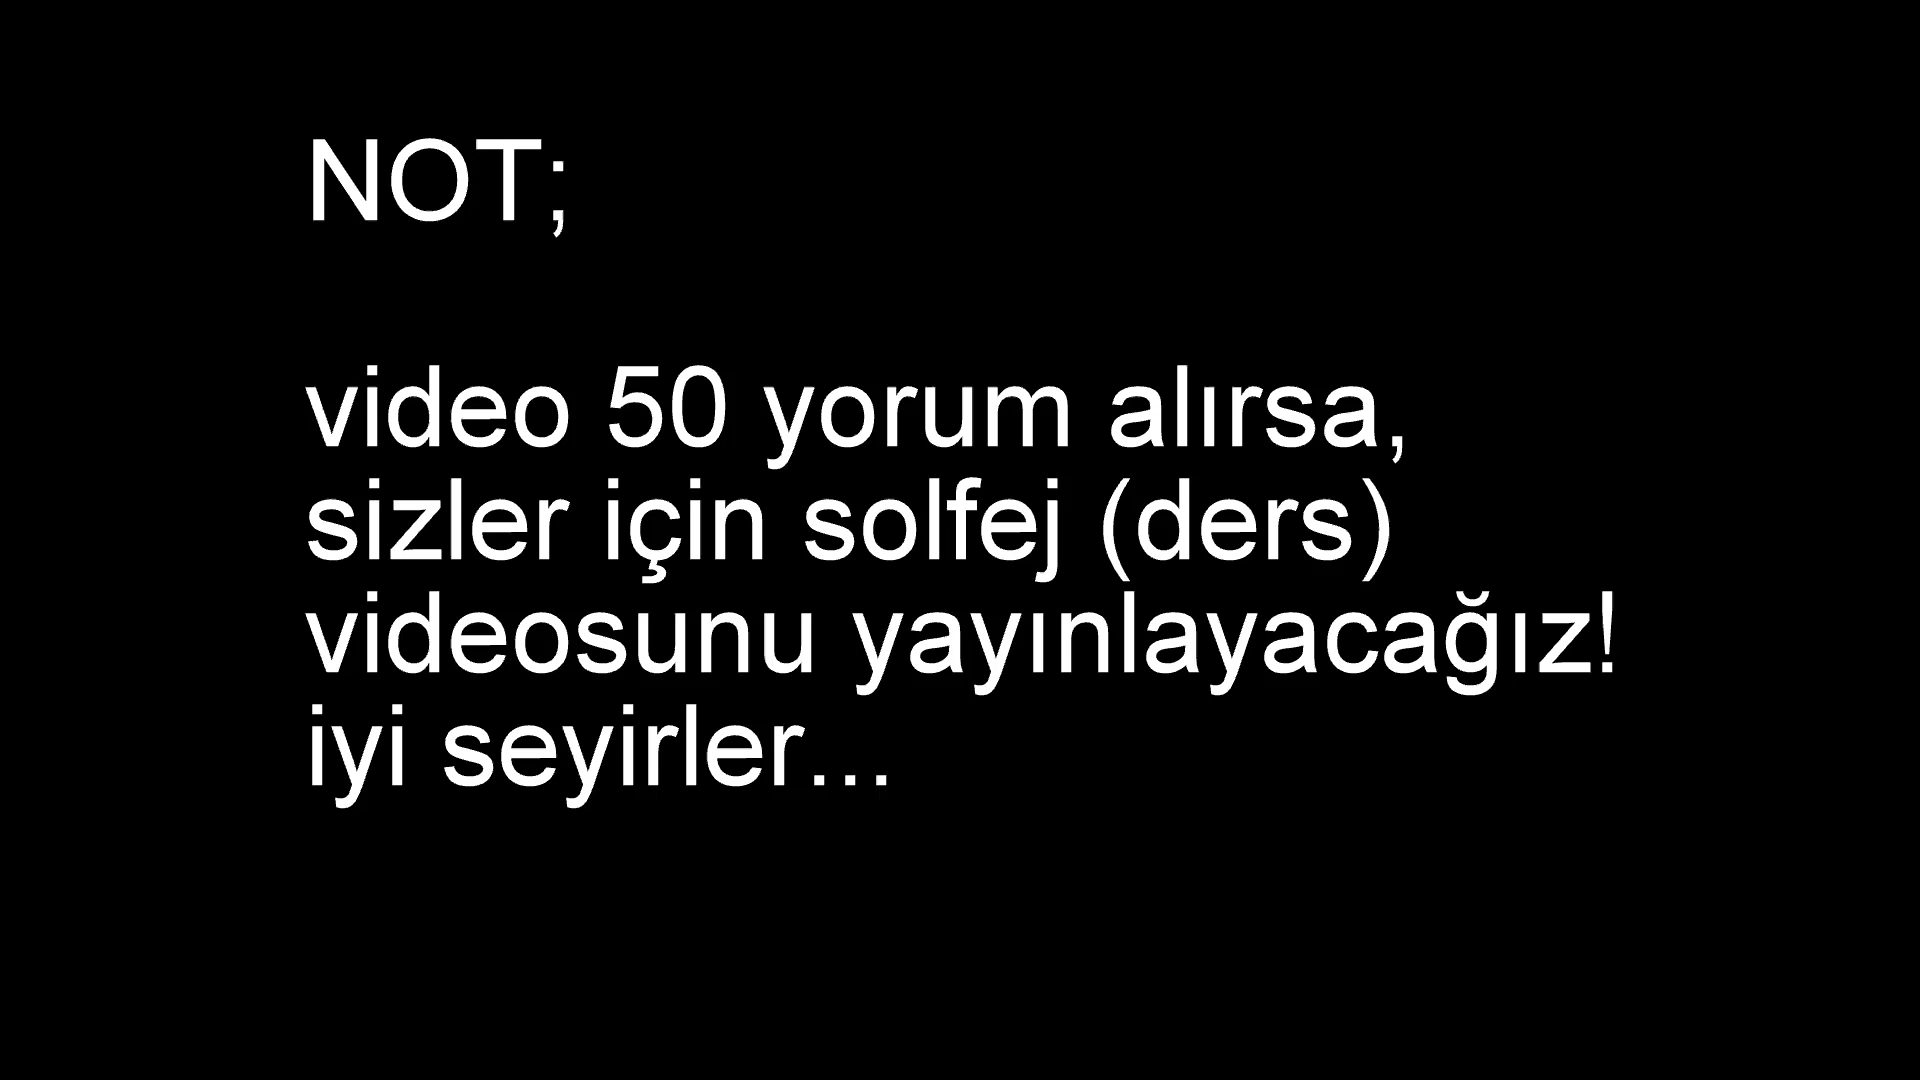 NOT;
video 50 yorum alırsa,
sizler için solfej (ders)
videosunu yayınlayacağız!
iyi seyirler...